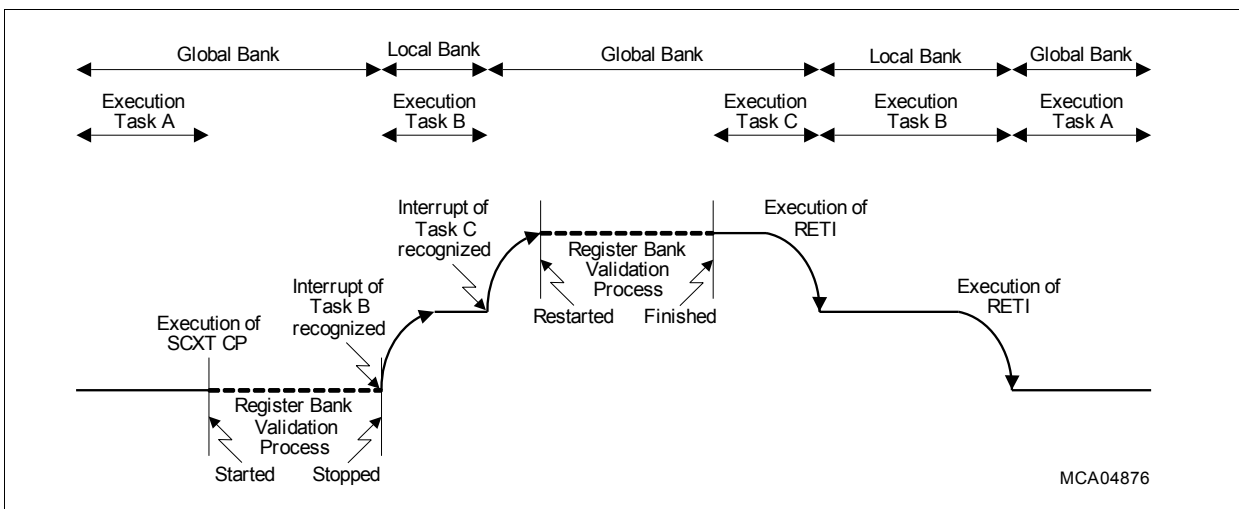 Global Bank
Local Bank
Global Bank
Local Bank
Global Bank
Execution
Task A
Execution
Task B
Execution
Task C
Execution
Task B
Execution
Task A
Interrupt of
Task C
recognized
Execution of
RETI
Register Bank
Validation
Process
Interrupt of
Task B
recognized
Restarted
Finished
Execution of
RETI
Execution of
SCXT CP
Register Bank
Validation
Process
Started
Stopped
MCA04876